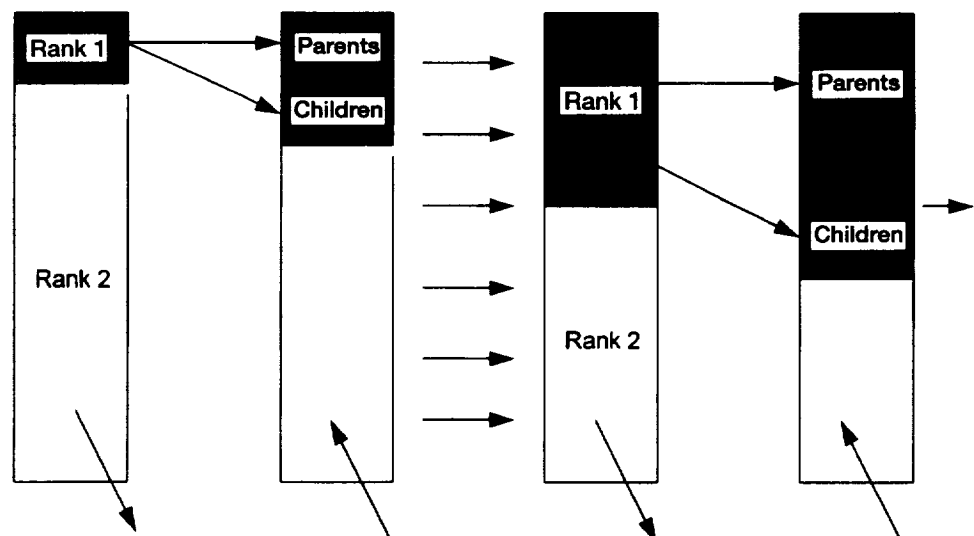 Rank 1
Rank 2
Parents
Children
Rank 1
Rank 2
Parents
Children